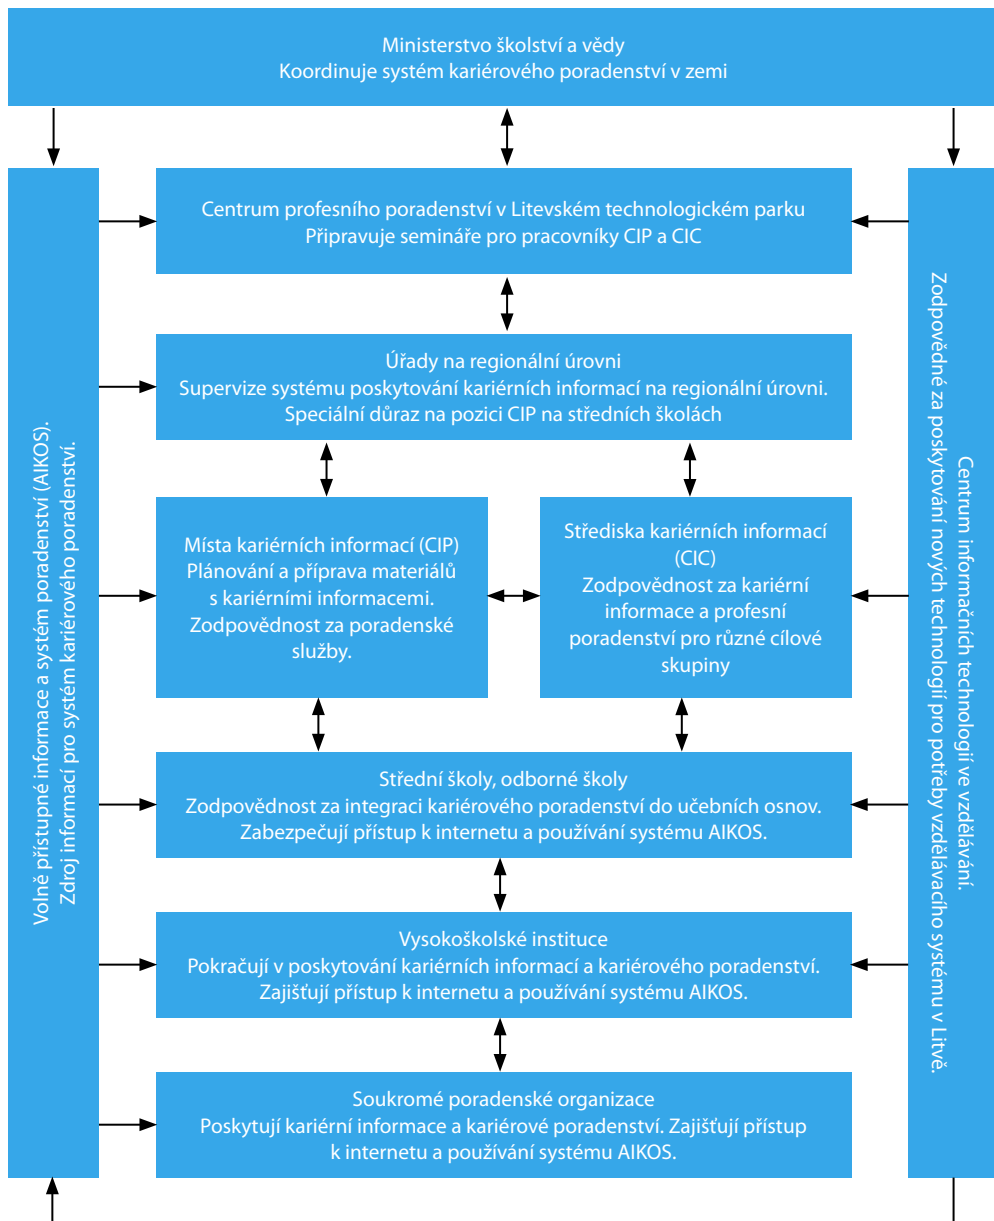 Ministerstvo školství a vědy
Koordinuje systém kariérového poradenství v zemi
Centrum profesního poradenství v Litevském technologickém parku
Připravuje semináře pro pracovníky CIP a CIC
Úřady na regionální úrovni
Supervize systému poskytování kariérních informací na regionální úrovni.
Speciální důraz na pozici CIP na středních školách
Místa kariérních informací (CIP)
Plánování a příprava materiálů
s kariérními informacemi.
Zodpovědnost za poradenské
služby.
Střediska kariérních informací
(CIC)
Zodpovědnost za kariérní
informace a profesní
poradenství pro různé cílové
skupiny
Střední školy, odborné školy
Zodpovědnost za integraci kariérového poradenství do učebních osnov.
Zabezpečují přístup k internetu a používání systému AIKOS.
Vysokoškolské instituce
Pokračují v poskytování kariérních informací a kariérového poradenství.
Zajišťují přístup k internetu a používání systému AIKOS.
Soukromé poradenské organizace
Poskytují kariérní informace a kariérové poradenství. Zajišťují přístup
k internetu a používání systému AIKOS.
Volně přístupné informace a systém poradenství (AIKOS).
Zdroj informací pro systém kariérového poradenství.
Centrum informačních technologií ve vzdělávání.
Zodpovědné za poskytování nových technologií pro potřeby vzdělávacího systému v Litvě.